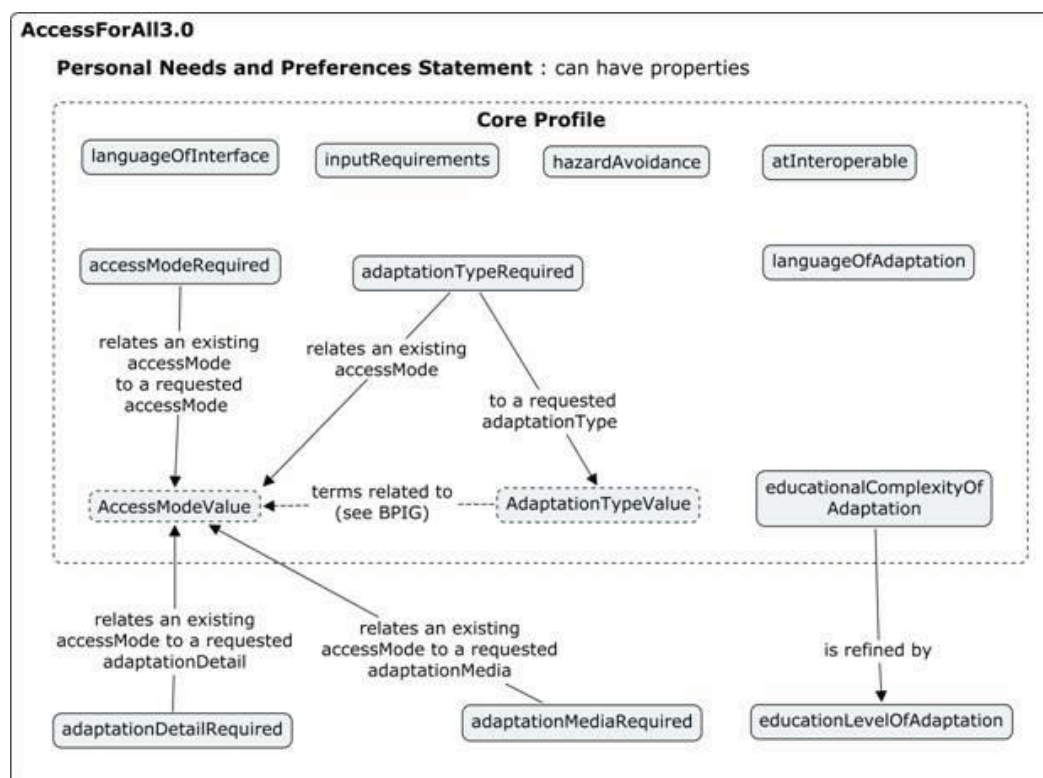 AccessForAll3.0
Personal Needs and Preferences Statement : can have properties
Core Profile
languageOfInterface
inputRequirements
hazardAvoidance
atInteroperable
accessModeRequired
adaptationTypeRequired
languageOfAdaptation
relates an existing
accessMode
to a requested
accessMode
relates an existing
accessMode
to a requested
adaptationType
AccessModeValue
terms related to
(see BPIG)
AdaptationTypeValue
educationalComplexityOf
Adaptation
relates an existing
accessMode to a requested
adaptationDetail
relates an existing
accessMode to a requested
adaptationMedia
is refined by
adaptationDetailRequired
adaptationMediaRequired
educationLevelOfAdaptation